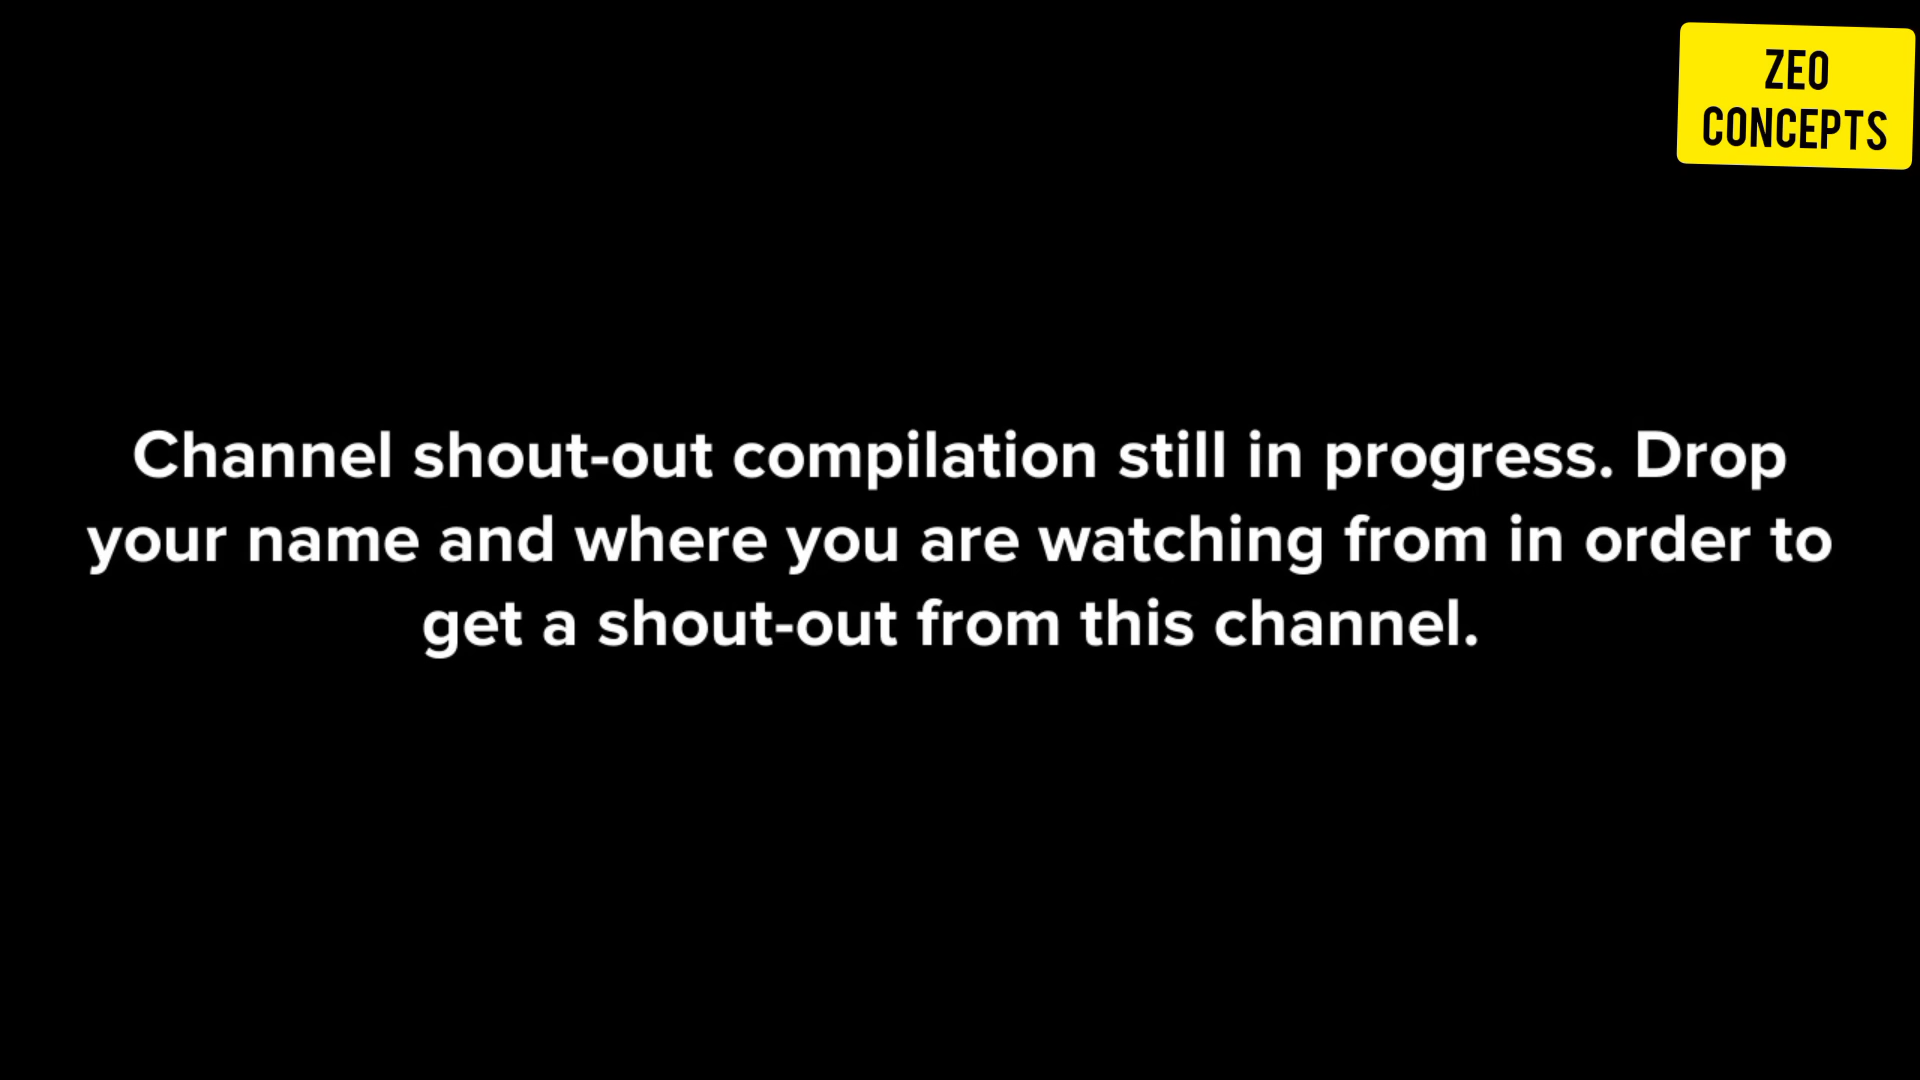 ZEO
CONCEPTS
Channel shout-out compilation still in progress. Drop
your name and where you are watching from in order to
get a shout-out from this channel.